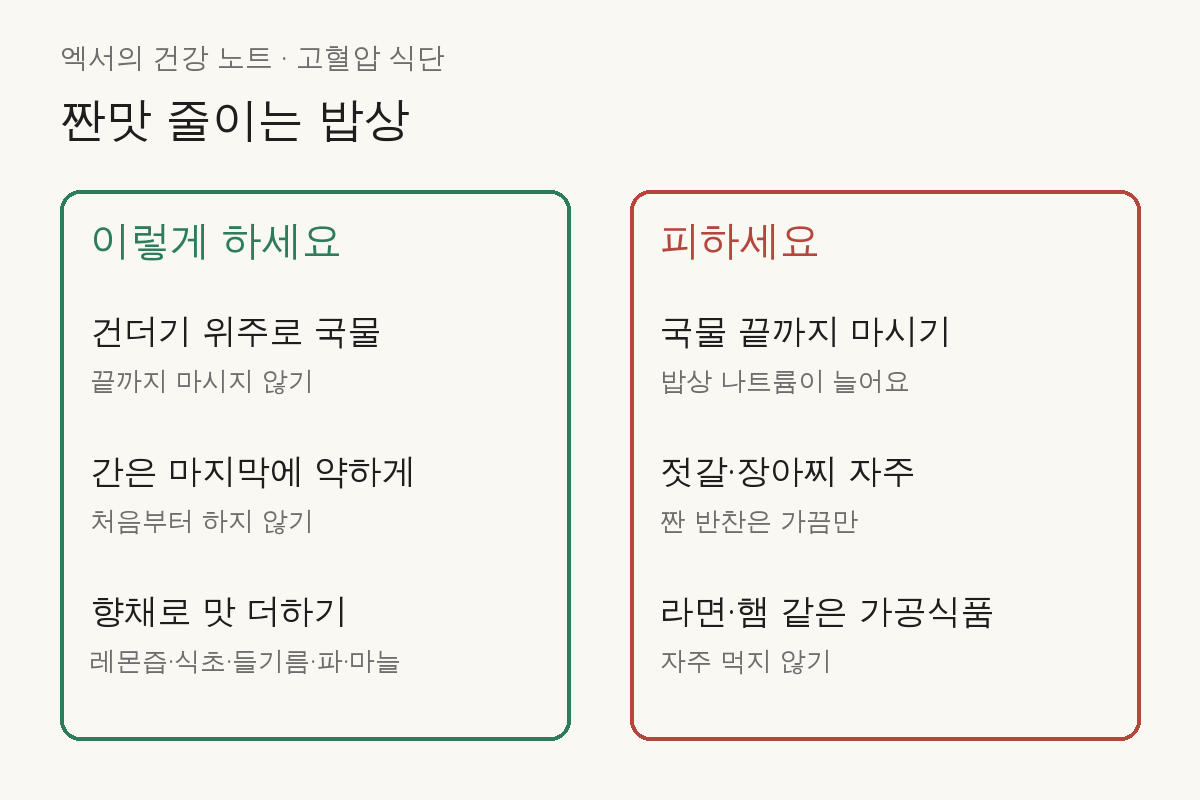 엑서의 건강 노트 · 고혈압 식단
짠맛 줄이는 밥상
이렇게 하세요
건더기 위주로 국물
끝까지 마시지 않기
간은 마지막에 약하게
처음부터 하지 않기
향채로 맛 더하기
레몬즙·식초·들기름·파·마늘
피하세요
국물 끝까지 마시기
밥상 나트륨이 늘어요
젓갈·장아찌 자주
짠 반찬은 가끔만
라면·햄 같은 가공식품
자주 먹지 않기